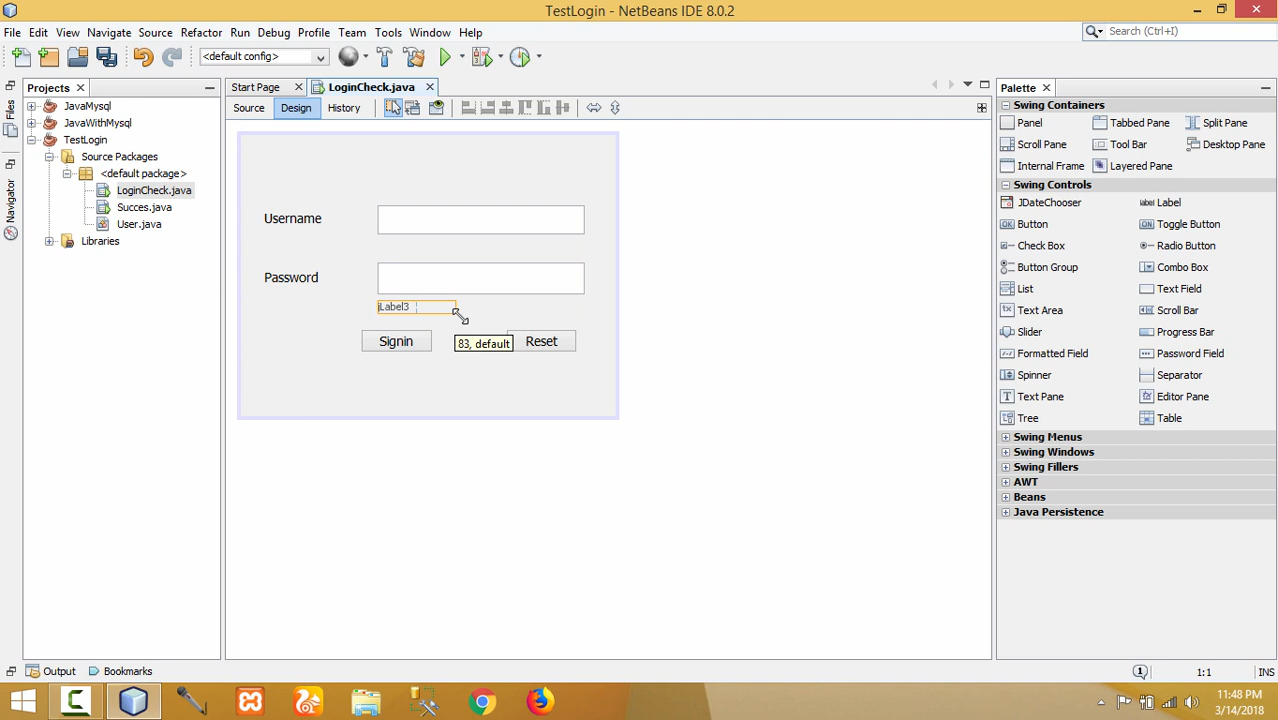 TestLogin - NetBeans IDE 8.0.2
File Edit View Navigate Source Refactor Run Debug Profile Team Tools Window Help
Search (Ctrl+I)
<default config>
Projects
Start Page
LoginCheck.java
Palette
Source Design History
Files
Navigator
JavaMysql
JavaWithMysql
TestLogin
Source Packages
<default package>
LoginCheck.java
Succes.java
User.java
Libraries
Username
Password
jLabel3
Signin
83, default
Reset
Swing Containers
Panel Tabbed Pane Split Pane
Scroll Pane Tool Bar Desktop Pane
Internal Frame Layered Pane
Swing Controls
JDateChooser Label
label
Button Toggle Button
Check Box Radio Button
Button Group Combo Box
List Text Field
Text Area Scroll Bar
Slider Progress Bar
Formatted Field Password Field
Spinner Separator
Text Pane Editor Pane
Tree Table
Swing Menus
Swing Windows
Swing Fillers
AWT
Beans
Java Persistence
Output Bookmarks
1
1:1
INS
11:48 PM
3/14/2018